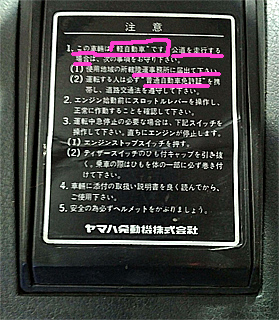 注意
1. この車輛は"軽自動車"です。公道を走行する
場合は、次の事項をお守り下さい。
(1) 使用地域の所轄陸運事務所に届出て下さい。
(2) 運転する人は必ず"普通自動車免許証"を携
帯し、道路交通法を遵守して下さい。
2. エンジン始動前にスロットルレバーを操作し、
正常に作動することを確認して下さい。
3. 運転中急停止の必要な場合は、下記スイッチを
操作して下さい。直ちにエンジンが停止します。
(1) エンジンストップスイッチを押す。
(2) ティザースイッチのひも付キャップを引き抜
く。乗車の際はひもを体の一部に必ず巻き付
けて下さい。
4. 車輛に添付の取扱い説明書を良く読んでから、
ご使用下さい。
5. 安全の為必ずヘルメットをかぶりましょう。
ヤマハ発動機株式会社